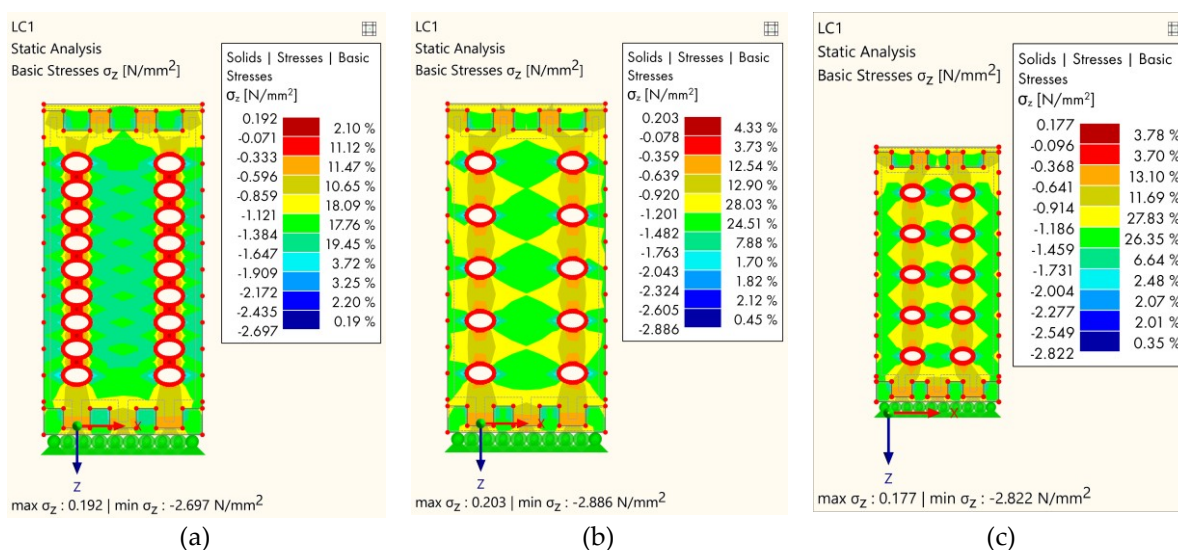 LC1
Static Analysis
Basic Stresses σz [N/mm²]
Solids | Stresses | Basic
Stresses
σz [N/mm²]
0.192
-0.071
-0.333
-0.596
-0.859
-1.121
-1.384
-1.647
-1.909
-2.172
-2.435
-2.697
2.10 %
11.12 %
11.47 %
10.65 %
18.09 %
17.76 %
19.45 %
3.72 %
3.25 %
2.20 %
0.19 %
X
Z
max σz : 0.192 | min σz : -2.697 N/mm²
(a)
LC1
Static Analysis
Basic Stresses σz [N/mm²]
Solids | Stresses | Basic
Stresses
σz [N/mm²]
0.203
-0.078
-0.359
-0.639
-0.920
-1.201
-1.482
-1.763
-2.043
-2.324
-2.605
-2.886
4.33 %
3.73 %
12.54 %
12.90 %
28.03 %
24.51 %
7.88 %
1.70 %
1.82 %
2.12 %
0.45 %
X
Z
max σz : 0.203 | min σz : -2.886 N/mm²
(b)
LC1
Static Analysis
Basic Stresses σz [N/mm²]
Solids | Stresses | Basic
Stresses
σz [N/mm²]
0.177
-0.096
-0.368
-0.641
-0.914
-1.186
-1.459
-1.731
-2.004
-2.277
-2.549
-2.822
3.78 %
3.70 %
13.10 %
11.69 %
27.83 %
26.35 %
6.64 %
2.48 %
2.07 %
2.01 %
0.35 %
X
Z
max σz : 0.177 | min σz : -2.822 N/mm²
(c)